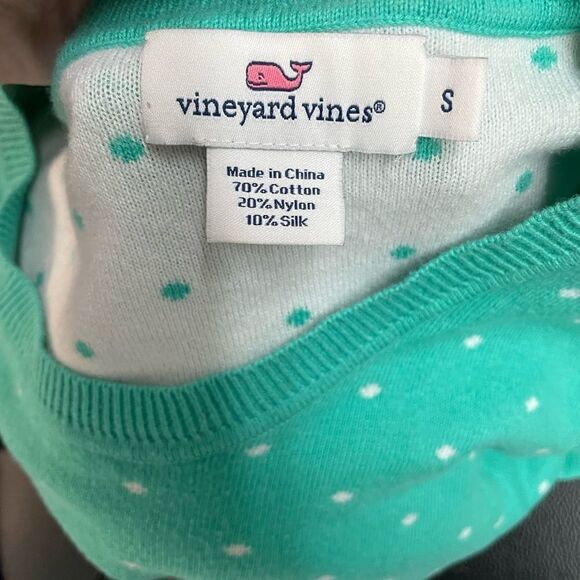 vineyard vines®
S
Made in China
70% Cotton
20% Nylon
10% Silk